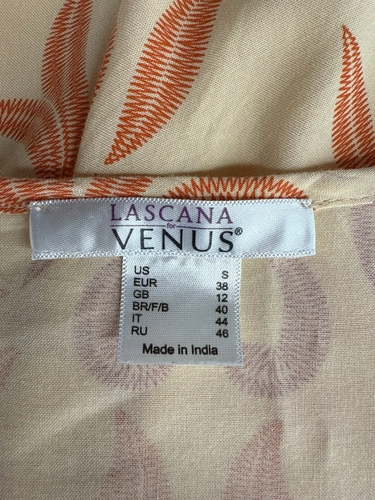 LASCANA
for
VENUS®
US S
EUR 38
GB 12
BR/F/B 40
IT 44
RU 46
Made in India